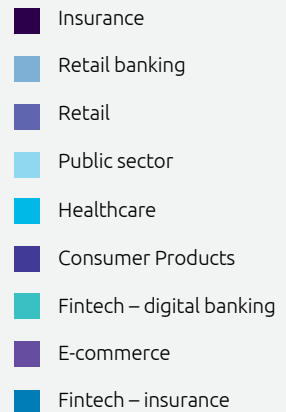 Insurance
Retail banking
Retail
Public sector
Healthcare
Consumer Products
Fintech – digital banking
E-commerce
Fintech – insurance